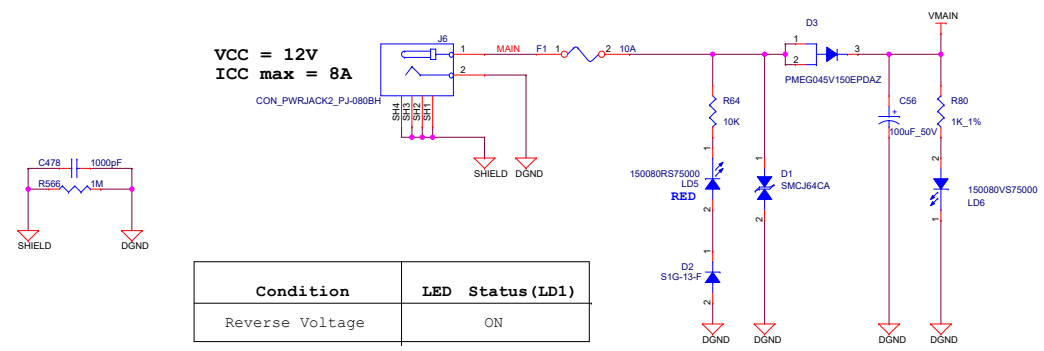 VCC = 12V
ICC max = 8A
J6
1
2
CON_PWRJACK2_PJ-080BH
SH4
SH3
SH2
SH1
MAIN
F1
1
2
10A
SHIELD
DGND
C478
1000pF
R566
1M
SHIELD
DGND
R64
10K
1
150080RS75000
LD5
RED
2
1
D2
S1G-13-F
2
DGND
1
D1
SMCJ64CA
2
DGND
D3
1
2
3
PMEG045V150EPDAZ
VMAIN
C56
+
100uF_50V
DGND
R80
1K_1%
2
150080VS75000
LD6
1
DGND
Condition
LED Status(LD1)
Reverse Voltage
ON